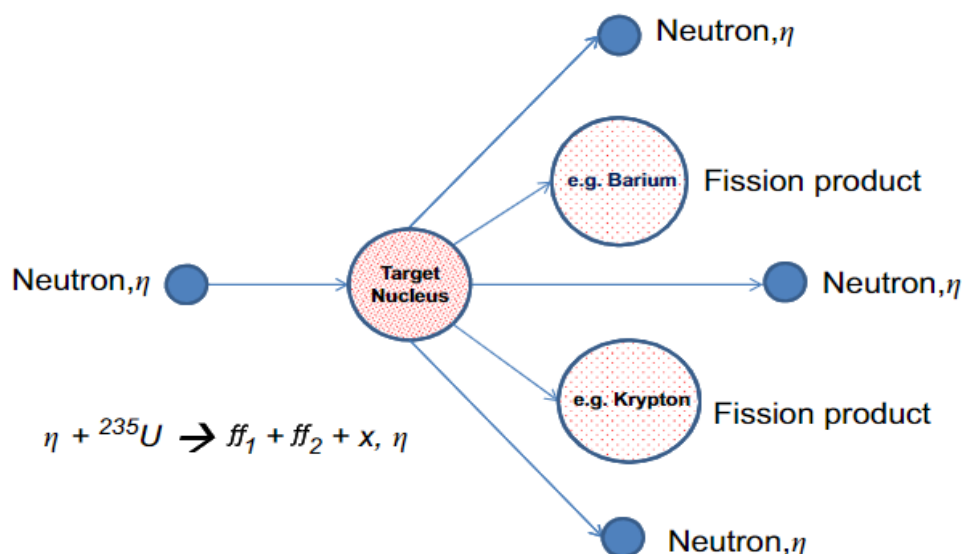 Neutron,η
e.g. Barium
Fission product
Neutron,η
Target
Nucleus
Neutron,η
e.g. Krypton
Fission product
η + ²³⁵U → ff₁ + ff₂ + x, η
Neutron,η